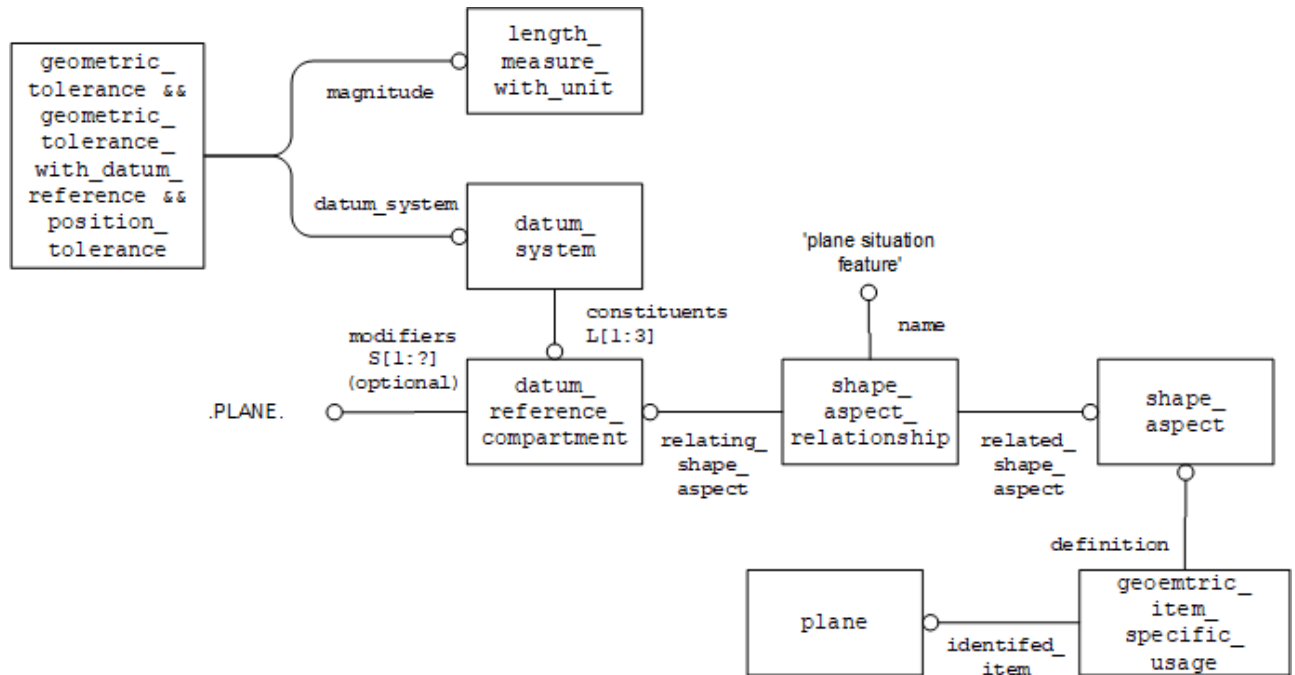 geometric_
tolerance &&
geometric_
tolerance_
with_datum_
reference &&
position_
tolerance
magnitude
length_
measure_
with_unit
datum_system
datum_
system
constituents
L[1:3]
modifiers
S[1:?]
(optional)
.PLANE.
datum_
reference_
compartment
relating_
shape_
aspect
'plane situation
feature'
name
shape_
aspect_
relationship
related_
shape_
aspect
shape_
aspect
definition
geoemtric_
item_
specific_
usage
identifed_
item
plane